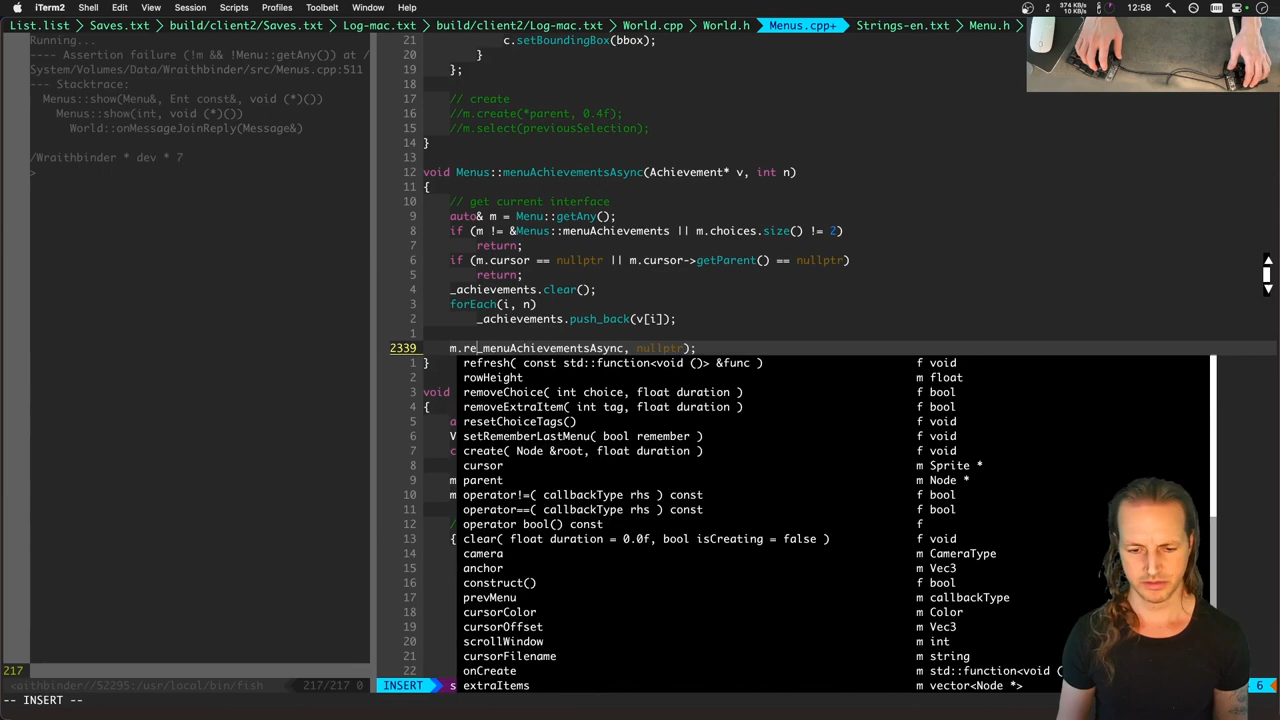 iTerm2 Shell Edit View Session Scripts Profiles Toolbelt Window Help 374 KB/s 10 KB/s 12:58
List.list Saves.txt build/client2/Saves.txt Log-mac.txt build/client2/Log-mac.txt World.cpp World.h Menus.cpp+ Strings-en.txt Menu.h
Running...
---- Assertion failure (!m && !Menu::getAny()) at /
System/Volumes/Data/Wraithbinder/src/Menus.cpp:511
--- Stacktrace:
Menus::show(Menu&, Ent const&, void (*)())
Menus::show(int, void (*)())
World::onMessageJoinReply(Message&)
/Wraithbinder * dev * 7
>
217
<aithbinder//52295:/usr/local/bin/fish 217/217 0
21 c.setBoundingBox(bbox);
20 }
19 };
18
17 // create
16 //m.create(*parent, 0.4f);
15 //m.select(previousSelection);
14 }
13
12 void Menus::menuAchievementsAsync(Achievement* v, int n)
11 {
10 // get current interface
9 auto& m = Menu::getAny();
8 if (m != &Menus::menuAchievements || m.choices.size() != 2)
7 return;
6 if (m.cursor == nullptr || m.cursor->getParent() == nullptr)
5 return;
4 _achievements.clear();
3 forEach(i, n)
2 _achievements.push_back(v[i]);
1
2339 m.re_menuAchievementsAsync, nullptr);
1 } refresh( const std::function<void ()> &func ) f void
2 rowHeight m float
3 void removeChoice( int choice, float duration ) f bool
4 { removeExtraItem( int tag, float duration ) f bool
5 a resetChoiceTags() f void
6 V setRememberLastMenu( bool remember ) f void
7 c create( Node &root, float duration ) f void
8 cursor m Sprite *
9 m parent m Node *
10 m operator!=( callbackType rhs ) const f bool
11 operator==( callbackType rhs ) const f bool
12 / operator bool() const f
13 { clear( float duration = 0.0f, bool isCreating = false ) f void
14 camera m CameraType
15 anchor m Vec3
16 construct() f bool
17 prevMenu m callbackType
18 cursorColor m Color
19 cursorOffset m Vec3
20 scrollWindow m int
21 cursorFilename m string
22 onCreate m std::function<void (
INSERT s extraItems m vector<Node *> 6
-- INSERT --